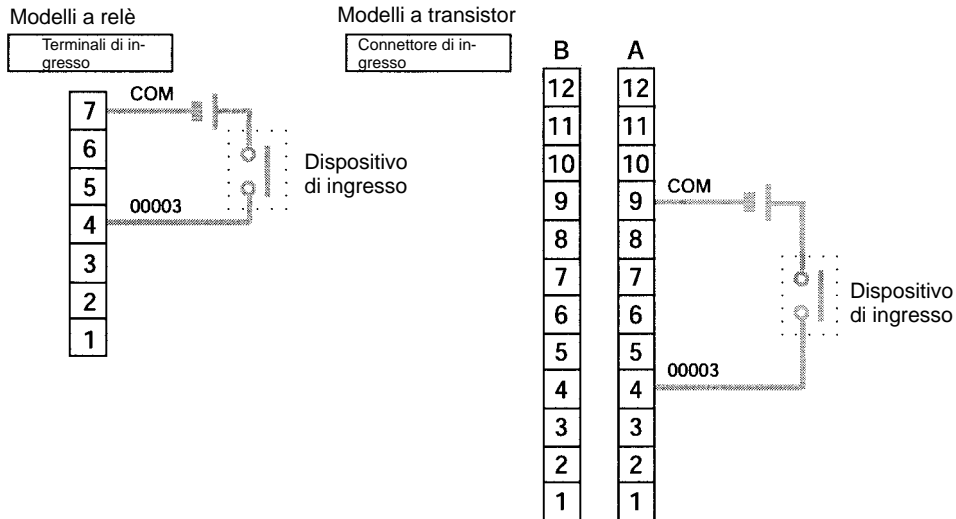 Modelli a relè
Terminali di in-
gresso
7
6
5
4
3
2
1
COM
00003
Dispositivo
di ingresso
Modelli a transistor
Connettore di in-
gresso
B
12
11
10
9
8
7
6
5
4
3
2
1
A
12
11
10
9
8
7
6
5
4
3
2
1
COM
00003
Dispositivo
di ingresso